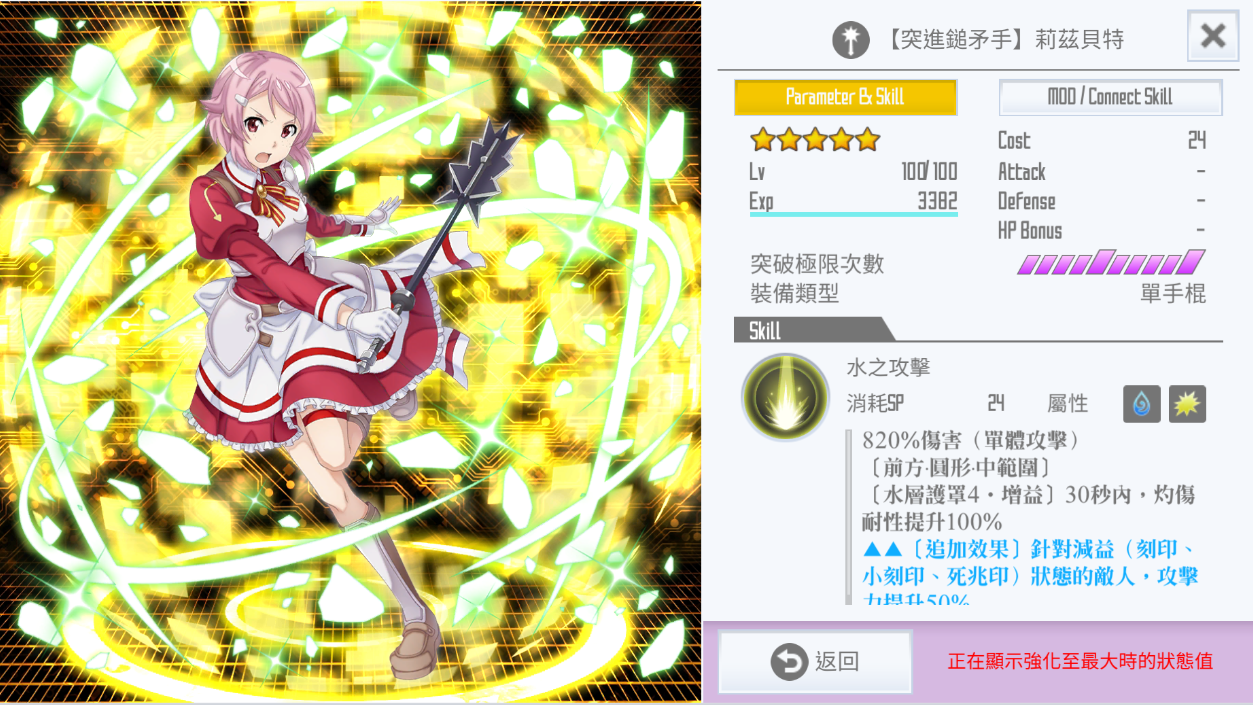 【突進鎚矛手】莉茲貝特
Parameter & Skill
MOD / Connect Skill
Lv 100/100
Exp 3382
Cost 24
Attack -
Defense -
HP Bonus -
突破極限次數
裝備類型 單手棍
Skill
水之攻擊
消耗SP 24 屬性
820%傷害（單體攻擊）
〔前方·圓形·中範圍〕
〔水層護罩4・增益〕30秒內，灼傷
耐性提升100%
▲▲〔追加效果〕針對減益（刻印、
小刻印、死兆印）狀態的敵人，攻擊
力提升50%
返回
正在顯示強化至最大時的狀態值